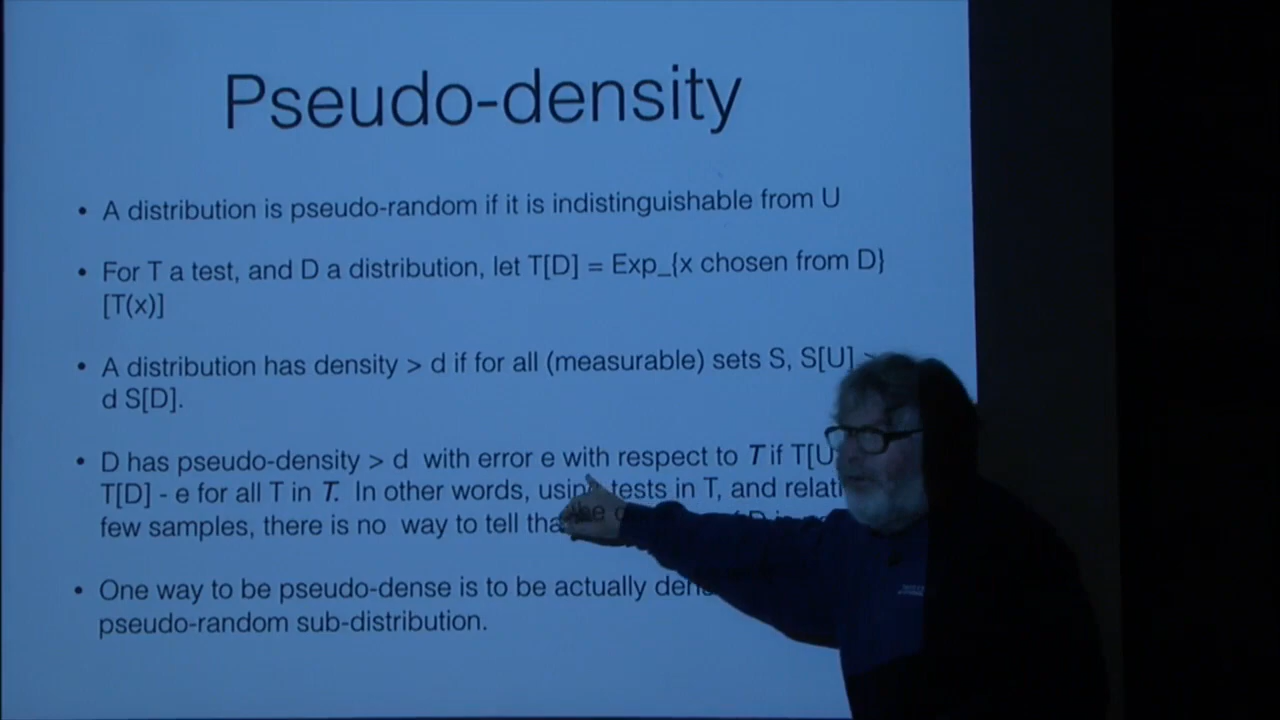 Pseudo-density
• A distribution is pseudo-random if it is indistinguishable from U
• For T a test, and D a distribution, let T[D] = Exp_{x chosen from D}
[T(x)]
• A distribution has density > d if for all (measurable) sets S, S[U]
d S[D].
• D has pseudo-density > d with error e with respect to T if T[U
T[D] - e for all T in T. In other words, using tests in T, and
few samples, there is no way to tell
• One way to be pseudo-dense is to be actually
pseudo-random sub-distribution.